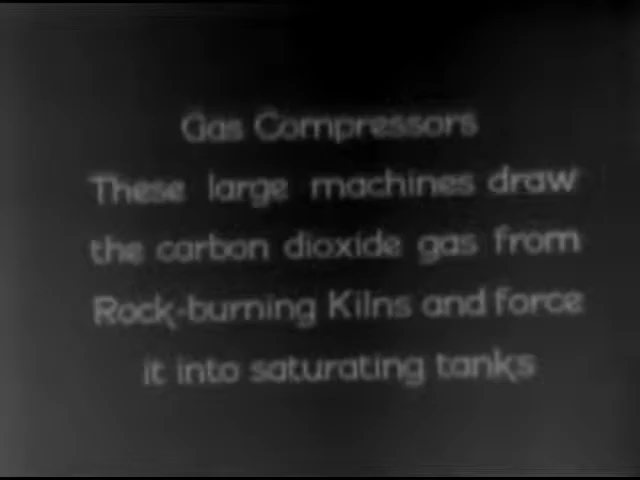 Gas Compressors
These large machines draw
the carbon dioxide gas from
Rock-burning Kilns and force
it into saturating tanks